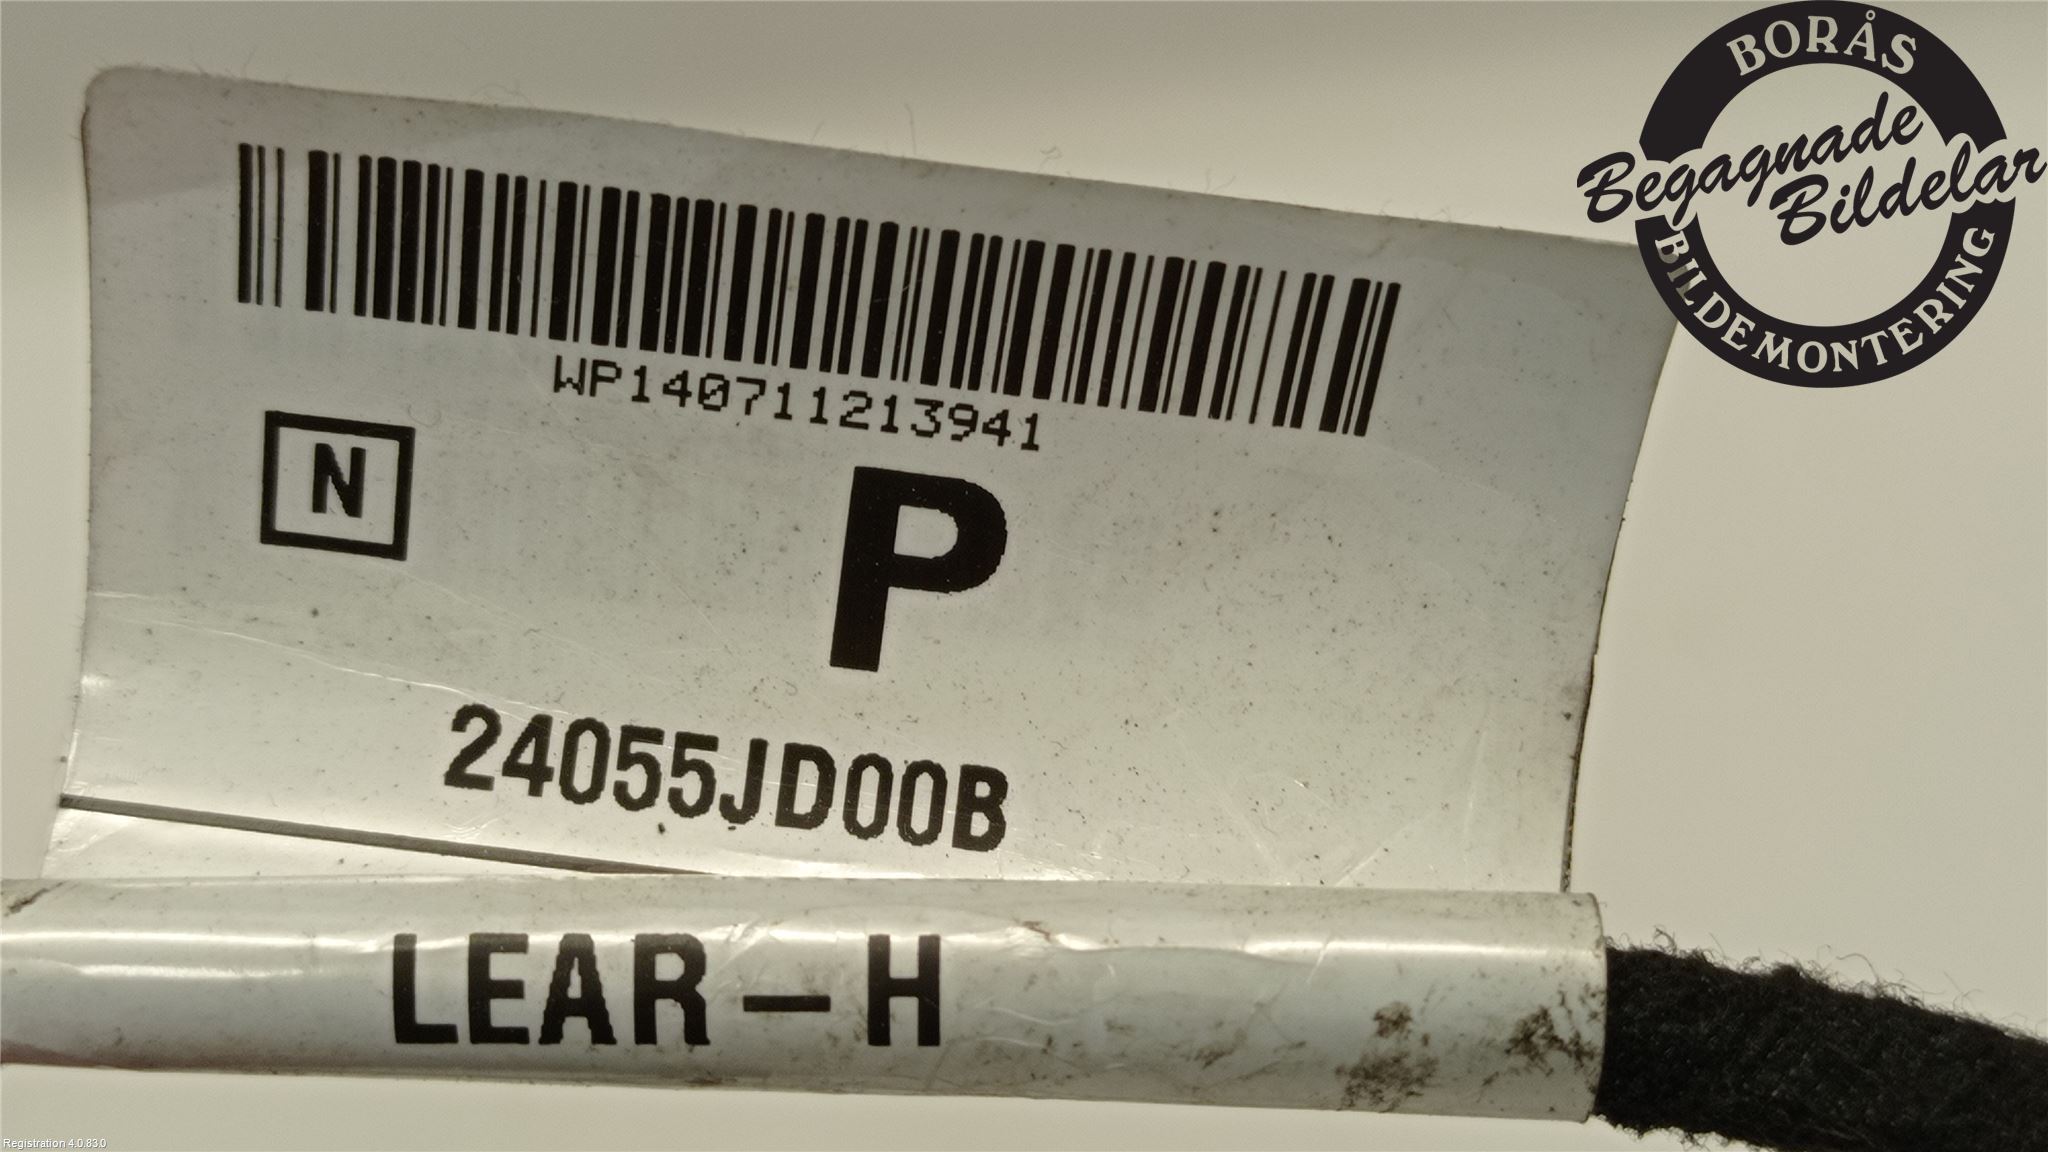 BORÅS
Begagnade
Bildelar
BILDEMONTERING
WP140711213941
N
P
24055JD00B
LEAR-H
Registration 4.0.83.0